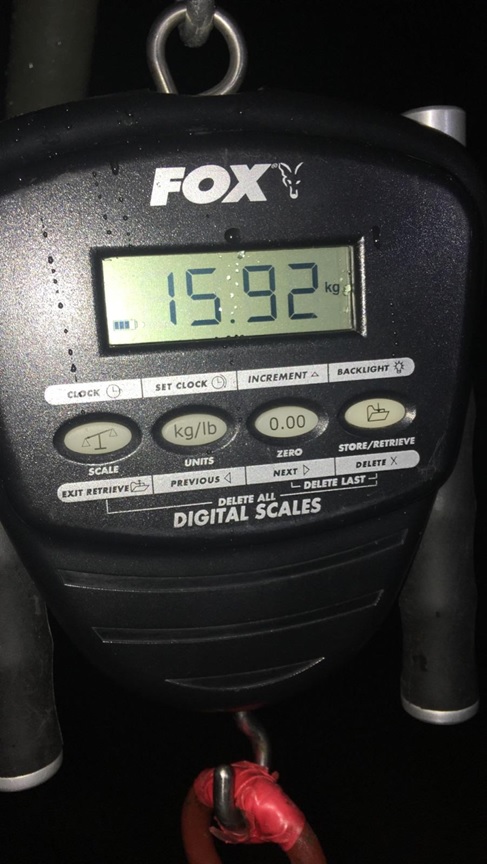 FOX
15.92 kg
CLOCK SET CLOCK INCREMENT BACKLIGHT
kg/lb 0.00
SCALE UNITS ZERO STORE/RETRIEVE
EXIT RETRIEVE PREVIOUS NEXT DELETE X
DELETE ALL DELETE LAST
DIGITAL SCALES